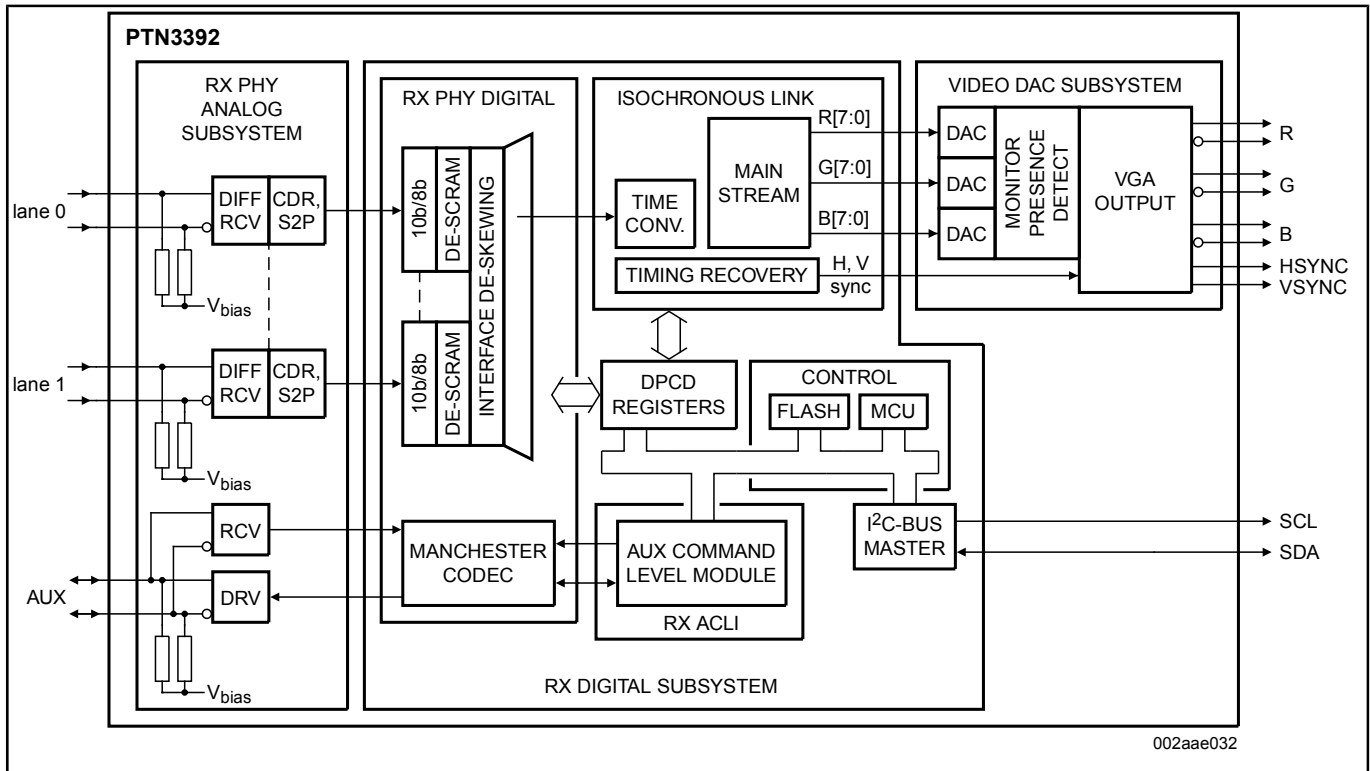 PTN3392
RX PHY
ANALOG
SUBSYSTEM
lane 0
DIFF
RCV
CDR,
S2P
Vbias
lane 1
DIFF
RCV
CDR,
S2P
Vbias
RCV
AUX
DRV
Vbias
RX PHY DIGITAL
10b/8b
DE-SCRAM
10b/8b
DE-SCRAM
INTERFACE DE-SKEWING
MANCHESTER
CODEC
ISOCHRONOUS LINK
TIME
CONV.
MAIN
STREAM
R[7:0]
G[7:0]
B[7:0]
TIMING RECOVERY
H, V
sync
DPCD
REGISTERS
CONTROL
FLASH
MCU
AUX COMMAND
LEVEL MODULE
RX ACLI
I2C-BUS
MASTER
RX DIGITAL SUBSYSTEM
VIDEO DAC SUBSYSTEM
DAC
DAC
DAC
MONITOR
PRESENCE
DETECT
VGA
OUTPUT
R
G
B
HSYNC
VSYNC
SCL
SDA
002aae032